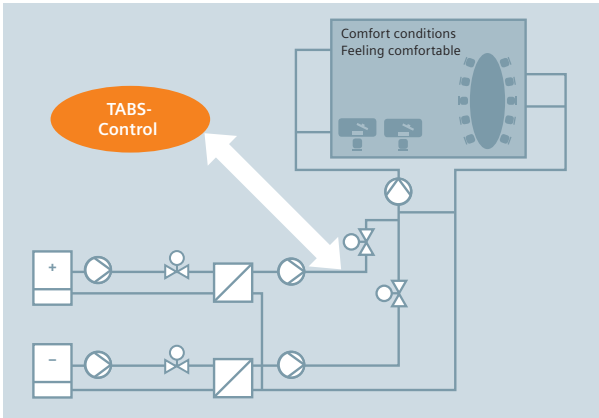 Comfort conditions
Feeling comfortable
TABS-
Control
+
−